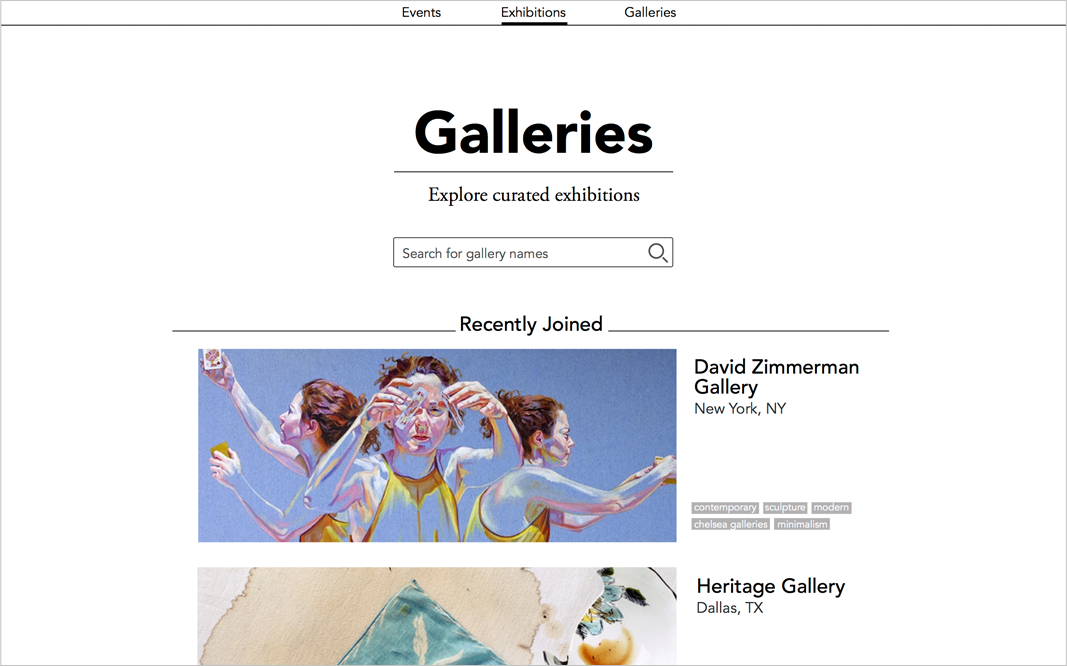 Events Exhibitions Galleries
Galleries
Explore curated exhibitions
Search for gallery names
Recently Joined
David Zimmerman
Gallery
New York, NY
contemporary sculpture modern
chelsea galleries minimalism
Heritage Gallery
Dallas, TX